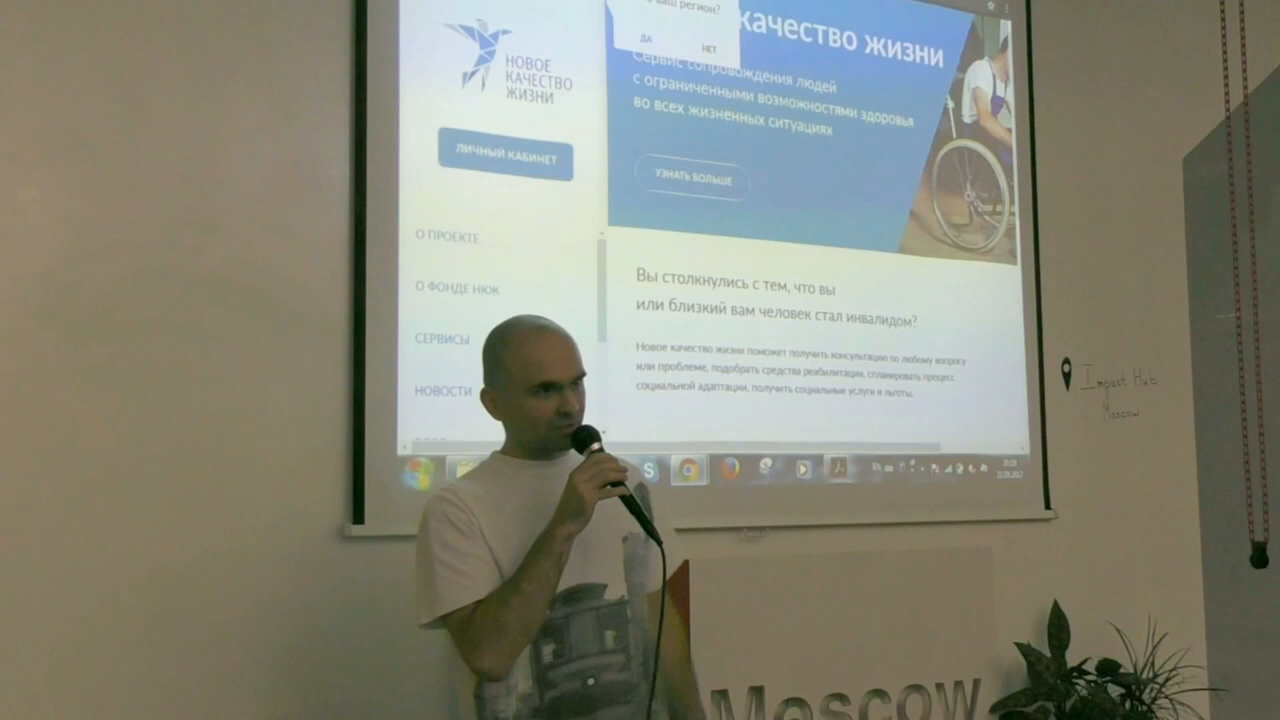 ваш регион?
ДА
НЕТ
качество жизни
Сервис сопровождения людей
с ограниченными возможностями здоровья
во всех жизненных ситуациях
УЗНАТЬ БОЛЬШЕ
НОВОЕ
КАЧЕСТВО
ЖИЗНИ
ЛИЧНЫЙ КАБИНЕТ
О ПРОЕКТЕ
О ФОНДЕ НЮК
СЕРВИСЫ
НОВОСТИ
Вы столкнулись с тем, что вы
или близкий вам человек стал инвалидом?
Новое качество жизни поможет получить консультацию по любому вопросу
или проблеме, подобрать средства реабилитации, спланировать процесс
социальной адаптации, получить социальные услуги и льготы.
Impact Hub
Moscow
Moscow